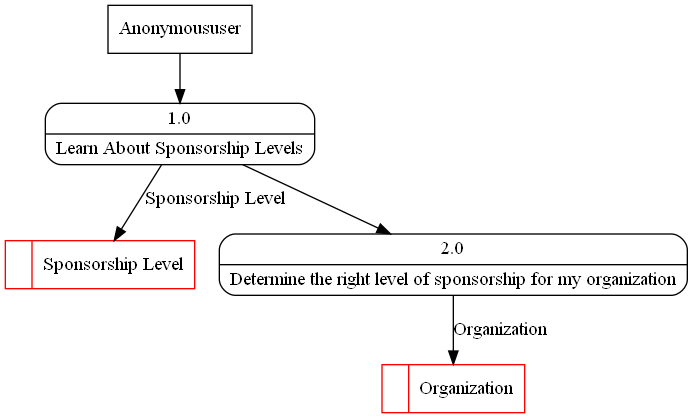 Anonymoususer
1.0
Learn About Sponsorship Levels
Sponsorship Level
Sponsorship Level
2.0
Determine the right level of sponsorship for my organization
Organization
Organization